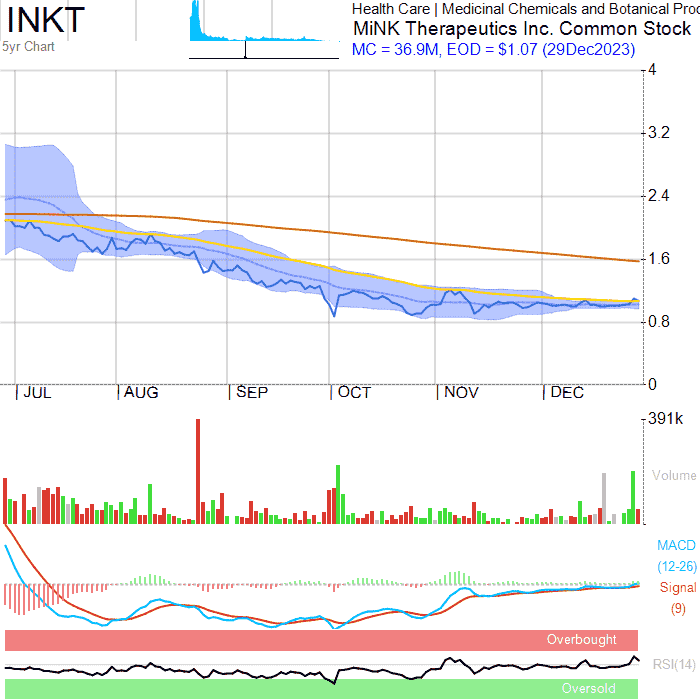 INKT
5yr Chart
Health Care | Medicinal Chemicals and Botanical Prod
MiNK Therapeutics Inc. Common Stock
MC = 36.9M, EOD = $1.07 (29Dec2023)
4
3.2
2.4
1.6
0.8
0
JUL AUG SEP OCT NOV DEC
391k
Volume
MACD
(12-26)
Signal
(9)
Overbought
RSI(14)
Oversold